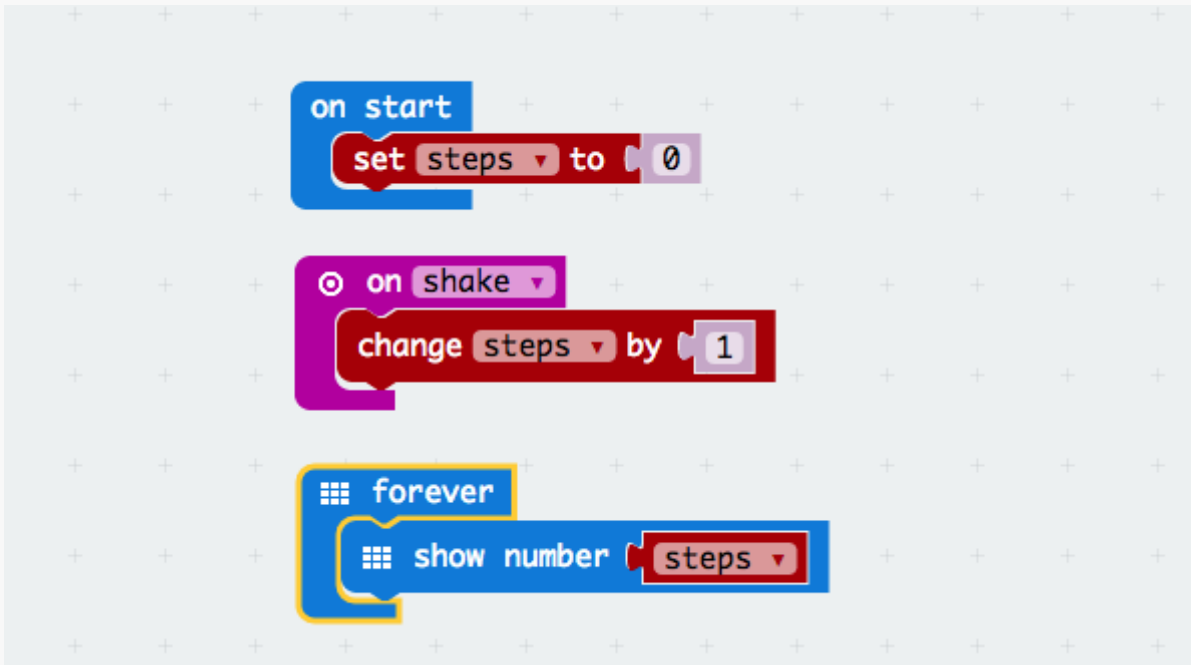 on start
set steps to 0
on shake
change steps by 1
forever
show number steps